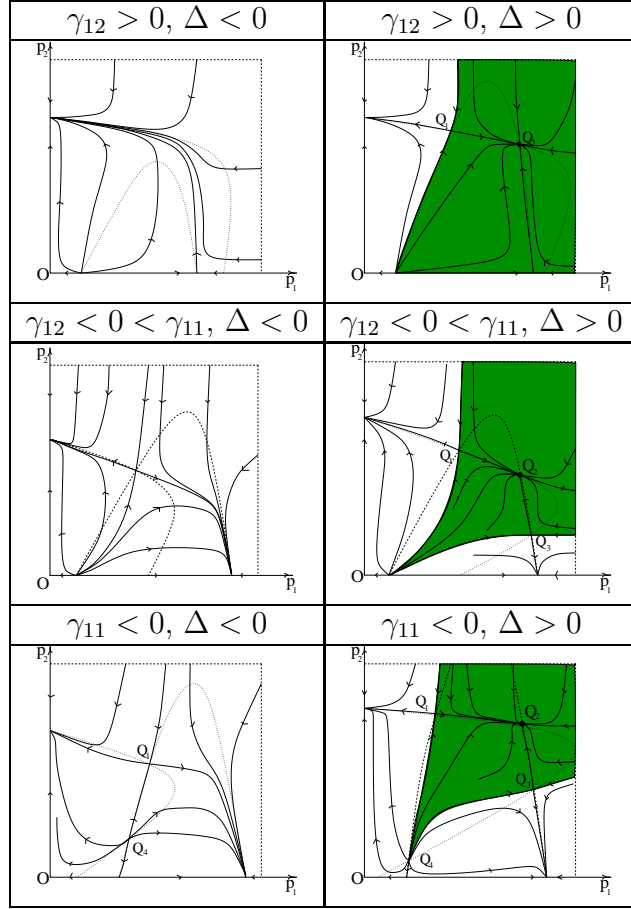 γ₁₂ > 0, Δ < 0
γ₁₂ > 0, Δ > 0
p₂
O
p₁
p₂
Q₁
Q₂
O
p₁
γ₁₂ < 0 < γ₁₁, Δ < 0
γ₁₂ < 0 < γ₁₁, Δ > 0
p₂
O
p₁
p₂
Q₁
Q₂
Q₃
O
p₁
γ₁₁ < 0, Δ < 0
γ₁₁ < 0, Δ > 0
p₂
Q₁
Q₄
O
p₁
p₂
Q₁
Q₂
Q₃
Q₄
O
p₁